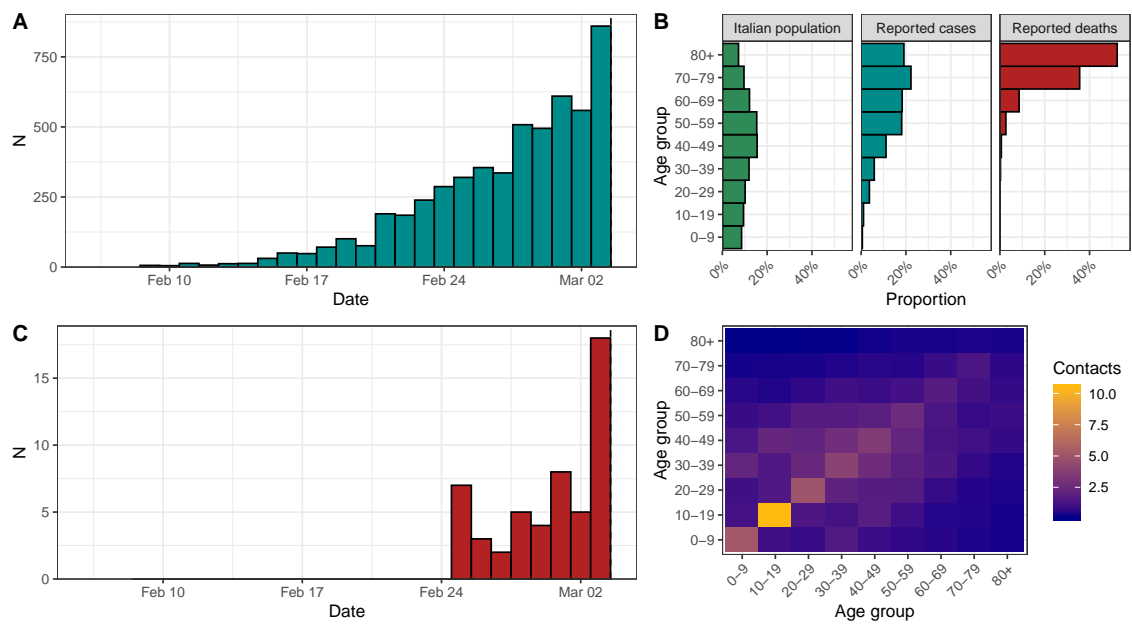 A
N
750
500
250
0
Feb 10
Feb 17
Feb 24
Mar 02
Date
B
Italian population
Reported cases
Reported deaths
Age group
80+
70−79
60−69
50−59
40−49
30−39
20−29
10−19
0−9
0%
20%
40%
0%
20%
40%
0%
20%
40%
Proportion
C
N
15
10
5
0
Feb 10
Feb 17
Feb 24
Mar 02
Date
D
Age group
80+
70−79
60−69
50−59
40−49
30−39
20−29
10−19
0−9
0−9
10−19
20−29
30−39
40−49
50−59
60−69
70−79
80+
Age group
Contacts
10.0
7.5
5.0
2.5